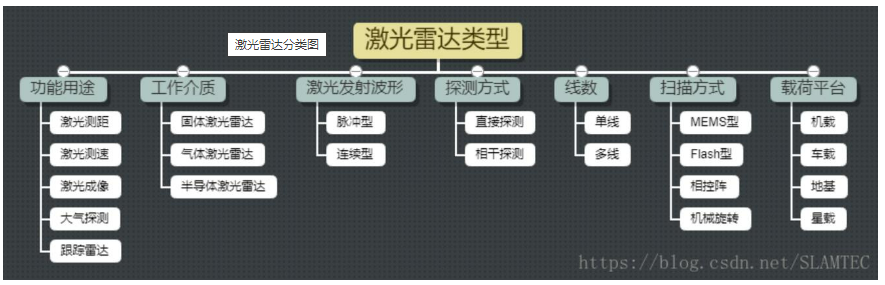 激光雷达分类图
激光雷达类型
功能用途
激光测距
激光测速
激光成像
大气探测
跟踪雷达
工作介质
固体激光雷达
气体激光雷达
半导体激光雷达
激光发射波形
脉冲型
连续型
探测方式
直接探测
相干探测
线数
单线
多线
扫描方式
MEMS型
Flash型
相控阵
机械旋转
载荷平台
机载
车载
地基
星载
https://blog.csdn.net/SLAMTEC